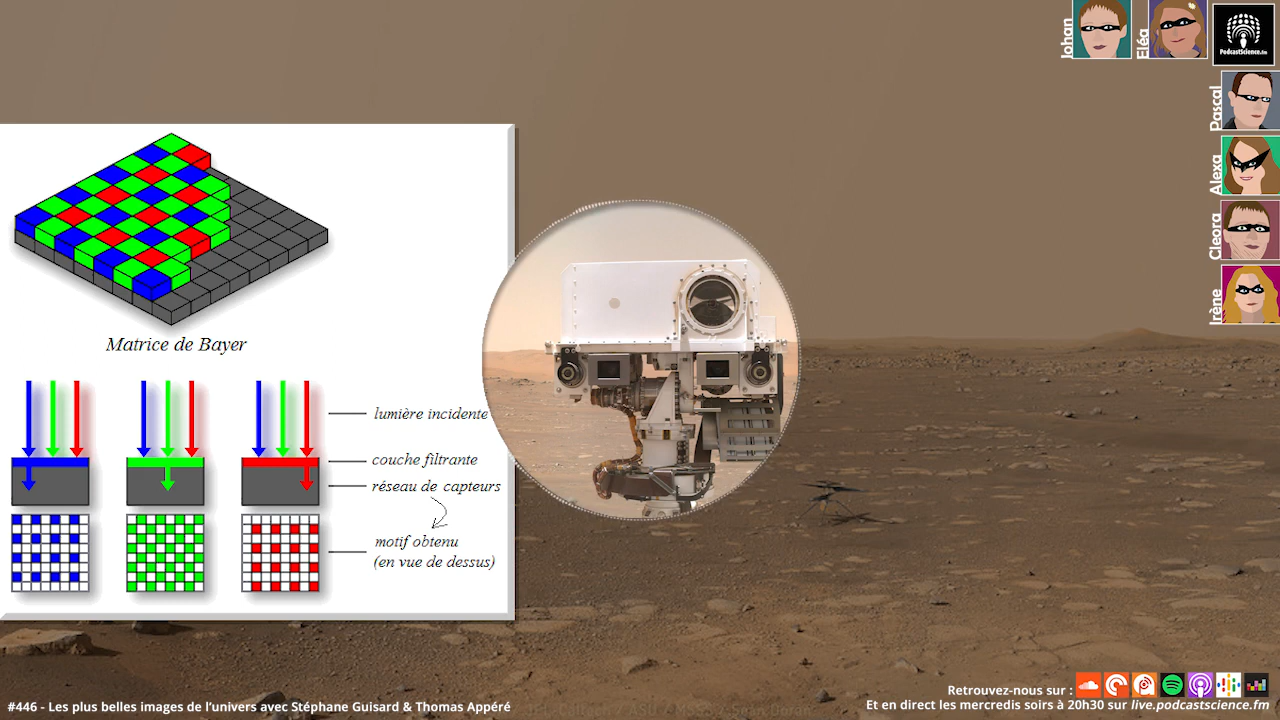 Johan
Eléa
PodcastScience.fm
Pascal
Alexa
Cleora
Irène
Matrice de Bayer
lumière incidente
couche filtrante
réseau de capteurs
motif obtenu
(en vue de dessus)
Retrouvez-nous sur :
#446 - Les plus belles images de l’univers avec Stéphane Guisard & Thomas Appéré
Et en direct les mercredis soirs à 20h30 sur live.podcastscience.fm